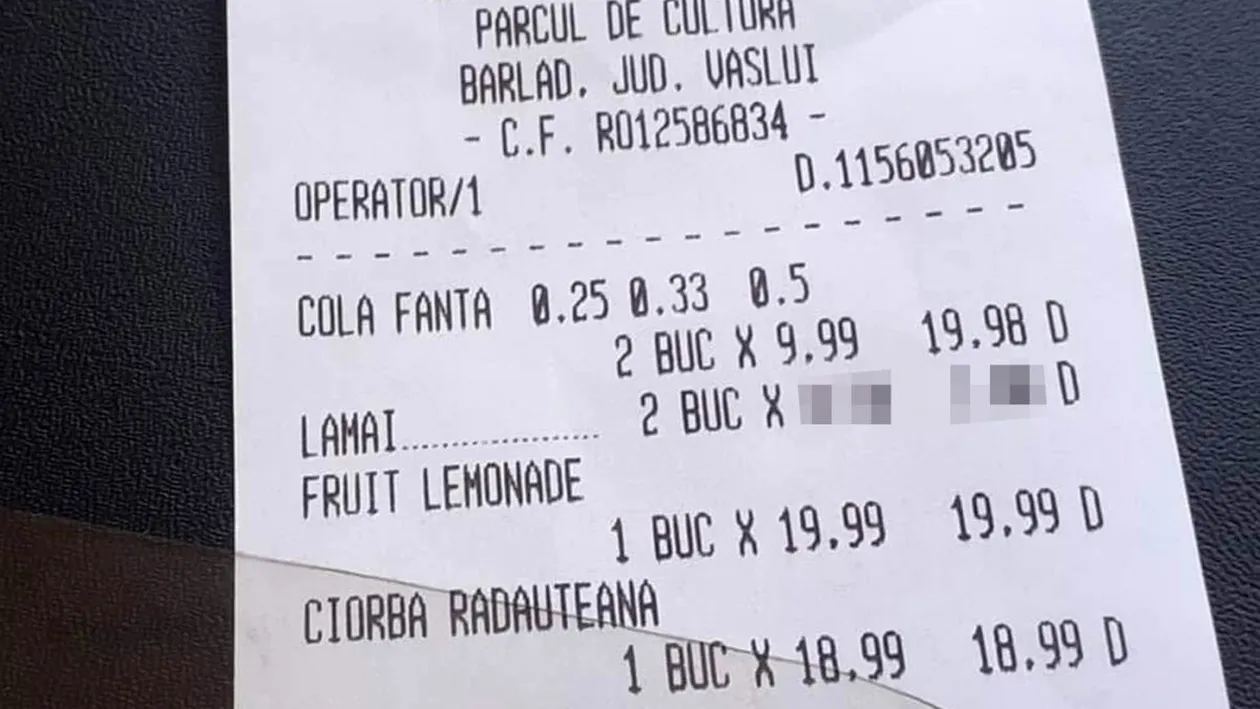 PARCUL DE CULTURA
BARLAD, JUD. VASLUI
- C.F. RO12586834 -
OPERATOR/1 D.1156053205
- - - - - - - - - - - - - - - - - - - -
COLA FANTA 0.25 0.33 0.5
2 BUC X 9.99 19.98 D
LAMAI.................... 2 BUC X D
FRUIT LEMONADE
1 BUC X 19.99 19.99 D
CIORBA RADAUTEANA
1 BUC X 18.99 18.99 D